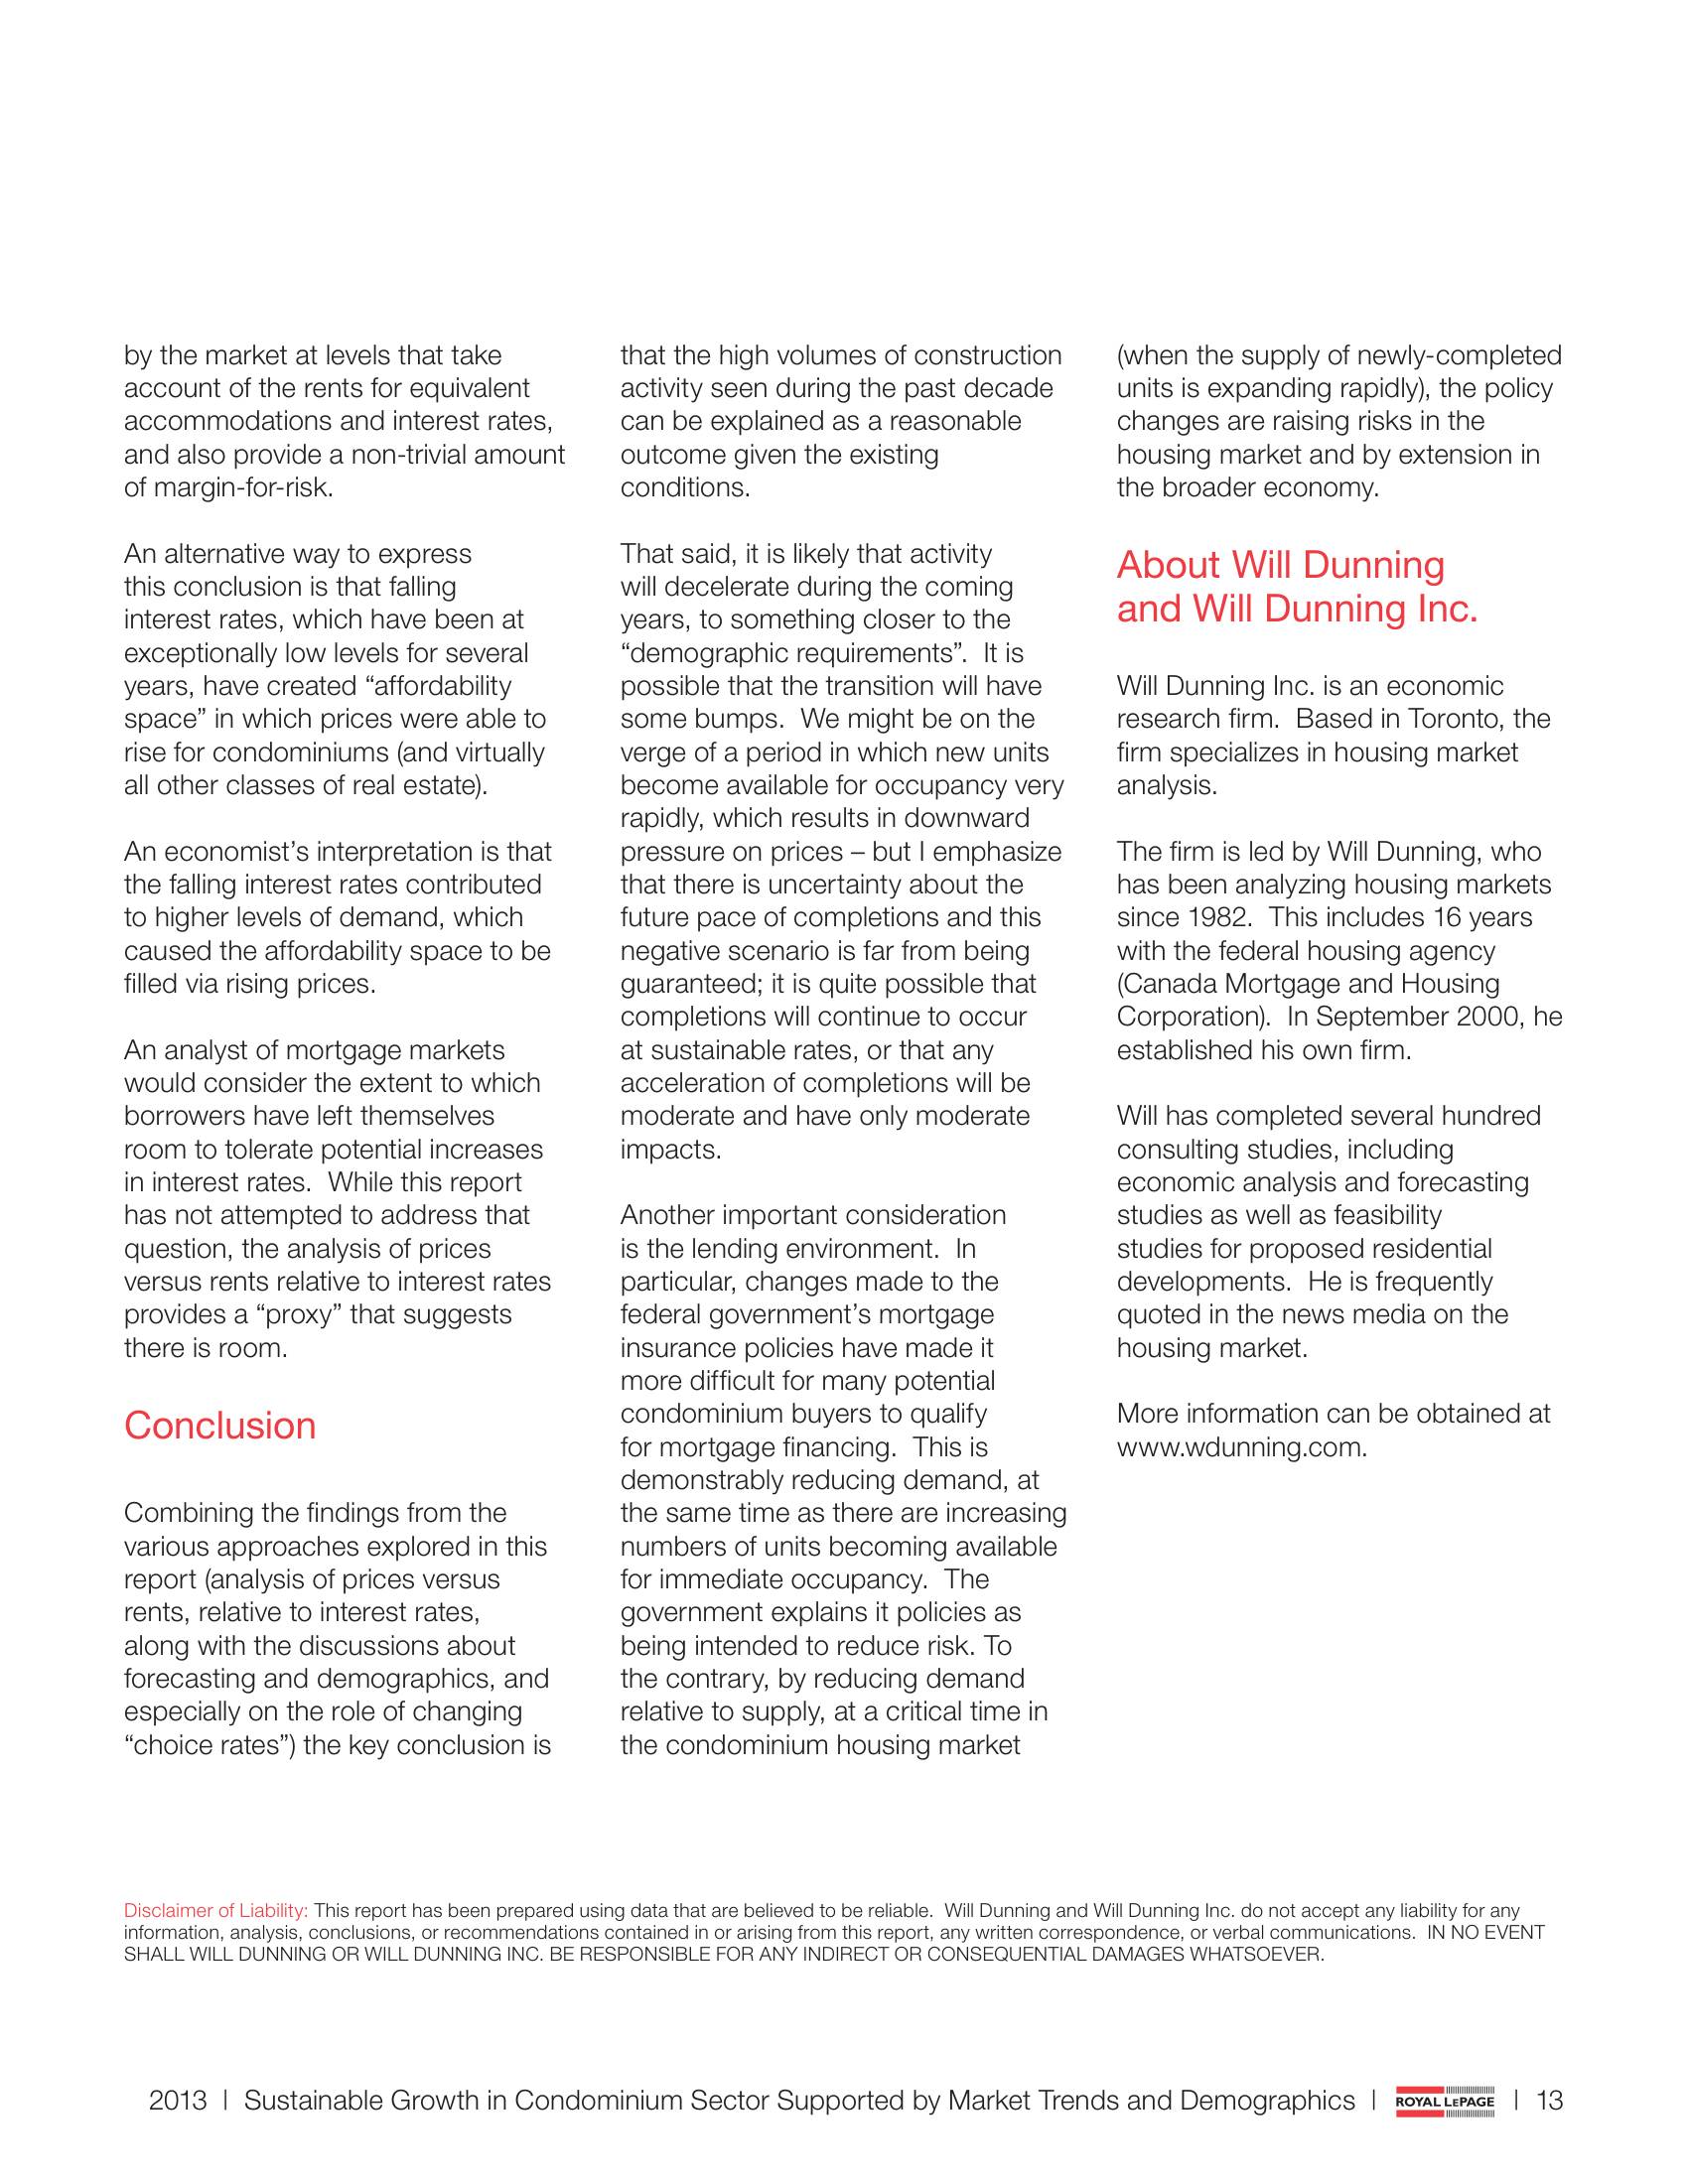 by the market at levels that take
account of the rents for equivalent
accommodations and interest rates,
and also provide a non-trivial amount
of margin-for-risk.
An alternative way to express
this conclusion is that falling
interest rates, which have been at
exceptionally low levels for several
years, have created “affordability
space” in which prices were able to
rise for condominiums (and virtually
all other classes of real estate).
An economist’s interpretation is that
the falling interest rates contributed
to higher levels of demand, which
caused the affordability space to be
filled via rising prices.
An analyst of mortgage markets
would consider the extent to which
borrowers have left themselves
room to tolerate potential increases
in interest rates.  While this report
has not attempted to address that
question, the analysis of prices
versus rents relative to interest rates
provides a “proxy” that suggests
there is room.
Conclusion
Combining the findings from the
various approaches explored in this
report (analysis of prices versus
rents, relative to interest rates,
along with the discussions about
forecasting and demographics, and
especially on the role of changing
“choice rates”) the key conclusion is
that the high volumes of construction
activity seen during the past decade
can be explained as a reasonable
outcome given the existing
conditions.
That said, it is likely that activity
will decelerate during the coming
years, to something closer to the
“demographic requirements”.  It is
possible that the transition will have
some bumps.  We might be on the
verge of a period in which new units
become available for occupancy very
rapidly, which results in downward
pressure on prices – but I emphasize
that there is uncertainty about the
future pace of completions and this
negative scenario is far from being
guaranteed; it is quite possible that
completions will continue to occur
at sustainable rates, or that any
acceleration of completions will be
moderate and have only moderate
impacts.
Another important consideration
is the lending environment.  In
particular, changes made to the
federal government’s mortgage
insurance policies have made it
more difficult for many potential
condominium buyers to qualify
for mortgage financing.  This is
demonstrably reducing demand, at
the same time as there are increasing
numbers of units becoming available
for immediate occupancy.  The
government explains it policies as
being intended to reduce risk. To
the contrary, by reducing demand
relative to supply, at a critical time in
the condominium housing market
(when the supply of newly-completed
units is expanding rapidly), the policy
changes are raising risks in the
housing market and by extension in
the broader economy.
About Will Dunning
and Will Dunning Inc.
Will Dunning Inc. is an economic
research firm.  Based in Toronto, the
firm specializes in housing market
analysis.
The firm is led by Will Dunning, who
has been analyzing housing markets
since 1982.  This includes 16 years
with the federal housing agency
(Canada Mortgage and Housing
Corporation).  In September 2000, he
established his own firm.
Will has completed several hundred
consulting studies, including
economic analysis and forecasting
studies as well as feasibility
studies for proposed residential
developments.  He is frequently
quoted in the news media on the
housing market.
More information can be obtained at
www.wdunning.com.
Disclaimer of Liability: This report has been prepared using data that are believed to be reliable.  Will Dunning and Will Dunning Inc. do not accept any liability for any
information, analysis, conclusions, or recommendations contained in or arising from this report, any written correspondence, or verbal communications.  IN NO EVENT
SHALL WILL DUNNING OR WILL DUNNING INC. BE RESPONSIBLE FOR ANY INDIRECT OR CONSEQUENTIAL DAMAGES WHATSOEVER.
2013 | Sustainable Growth in Condominium Sector Supported by Market Trends and Demographics | ROYAL LEPAGE | 13